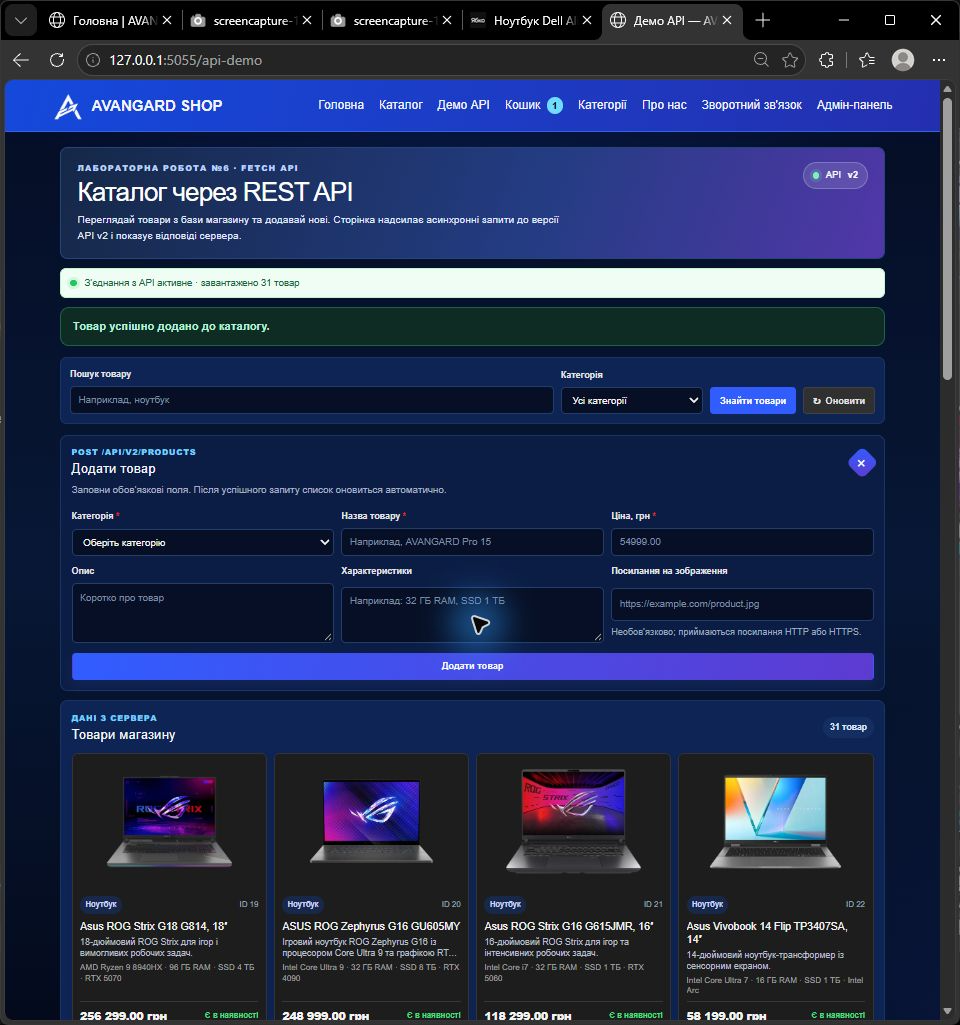 Головна | AVAN
screencapture-1
screencapture-1
Ябко
Ноутбук Dell Al
Демо API — AV
127.0.0.1:5055/api-demo
AVANGARD SHOP
Головна
Каталог
Демо API
Кошик 1
Категорії
Про нас
Зворотний зв'язок
Адмін-панель
ЛАБОРАТОРНА РОБОТА №6 · FETCH API
API v2
Каталог через REST API
Переглядай товари з бази магазину та додавай нові. Сторінка надсилає асинхронні запити до версії
API v2 і показує відповіді сервера.
З'єднання з API активне · завантажено 31 товар
Товар успішно додано до каталогу.
Пошук товару
Категорія
Наприклад, ноутбук
Усі категорії
Знайти товари
↻ Оновити
POST /API/V2/PRODUCTS
Додати товар
Заповни обов'язкові поля. Після успішного запиту список оновиться автоматично.
Категорія *
Назва товару *
Ціна, грн *
Оберіть категорію
Наприклад, AVANGARD Pro 15
54999.00
Опис
Характеристики
Посилання на зображення
Коротко про товар
Наприклад: 32 ГБ RAM, SSD 1 ТБ
https://example.com/product.jpg
Необов'язково; приймаються посилання HTTP або HTTPS.
Додати товар
ДАНІ З СЕРВЕРА
Товари магазину
31 товар
Ноутбук
ID 19
Asus ROG Strix G18 G814, 18″
18-дюймовий ROG Strix для ігор і
вимогливих робочих задач.
AMD Ryzen 9 8940HX · 96 ГБ RAM · SSD 4 ТБ
· RTX 5070
256 299.00 грн
Є в наявності
Ноутбук
ID 20
ASUS ROG Zephyrus G16 GU605MY
Ігровий ноутбук ROG Zephyrus G16 із
процесором Core Ultra 9 та графікою RT...
Intel Core Ultra 9 · 32 ГБ RAM · SSD 8 ТБ · RTX
4090
248 999.00 грн
Є в наявності
ROG
STRIX
Ноутбук
ID 21
Asus ROG Strix G16 G615JMR, 16″
16-дюймовий ROG Strix для ігор та
інтенсивних робочих задач.
Intel Core i7 · 32 ГБ RAM · SSD 1 ТБ · RTX
5060
118 299.00 грн
Є в наявності
Ноутбук
ID 22
Asus Vivobook 14 Flip TP3407SA,
14″
14-дюймовий ноутбук-трансформер із
сенсорним екраном.
Intel Core Ultra 7 · 16 ГБ RAM · SSD 1 ТБ · Intel
Arc
58 199.00 грн
Є в наявності